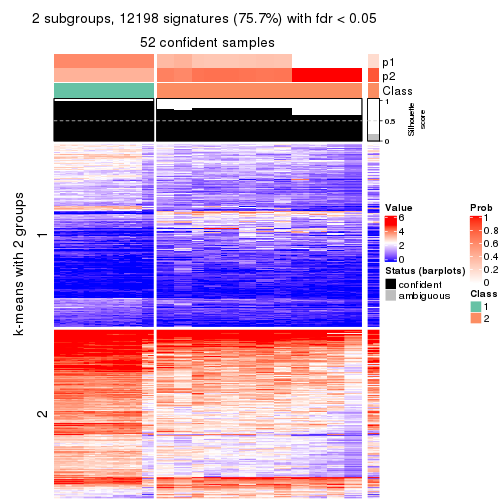 2 subgroups, 12198 signatures (75.7%) with fdr < 0.05
52 confident samples
p1
p2
Class
1
0.5
0
Silhouette
score
k-means with 2 groups
1
2
Value
6
4
2
0
Status (barplots)
confident
ambiguous
Prob
1
0.8
0.6
0.4
0.2
0
Class
1
2